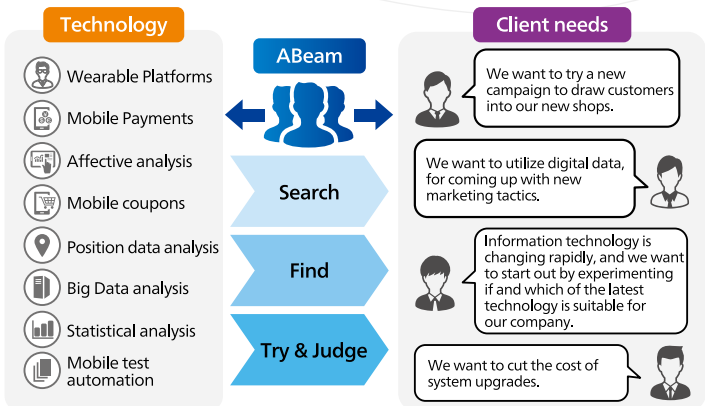 Technology
Wearable Platforms
Mobile Payments
Affective analysis
Mobile coupons
Position data analysis
Big Data analysis
Statistical analysis
Mobile test
automation
ABeam
Search
Find
Try & Judge
Client needs
We want to try a new
campaign to draw customers
into our new shops.
We want to utilize digital data,
for coming up with new
marketing tactics.
Information technology is
changing rapidly, and we want
to start out by experimenting
if and which of the latest
technology is suitable for
our company.
We want to cut the cost of
system upgrades.